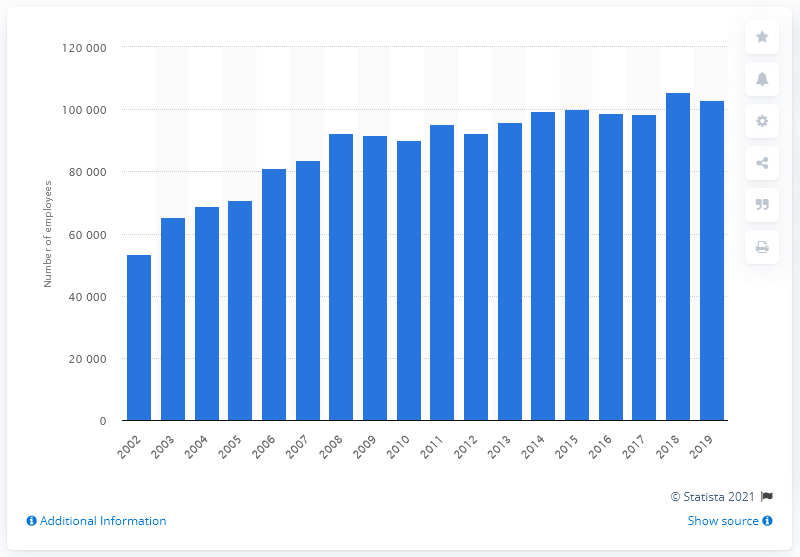 120 000
100 000
80 000
60 000
40 000
20 000
0
Number of employees
2002 2003 2004 2005 2006 2007 2008 2009 2010 2011 2012 2013 2014 2015 2016 2017 2018 2019
© Statista 2021
Additional Information
Show source